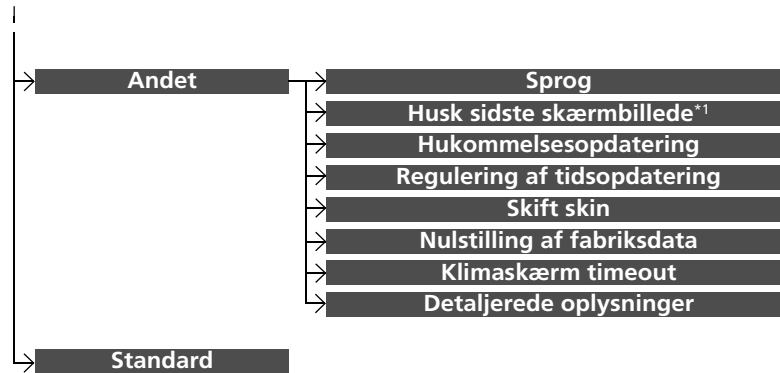 Andet
Sprog
Husk sidste skærmbillede*1
Hukommelsesopdatering
Regulering af tidsopdatering
Skift skin
Nulstilling af fabriksdata
Klimaskærm timeout
Detaljerede oplysninger
Standard